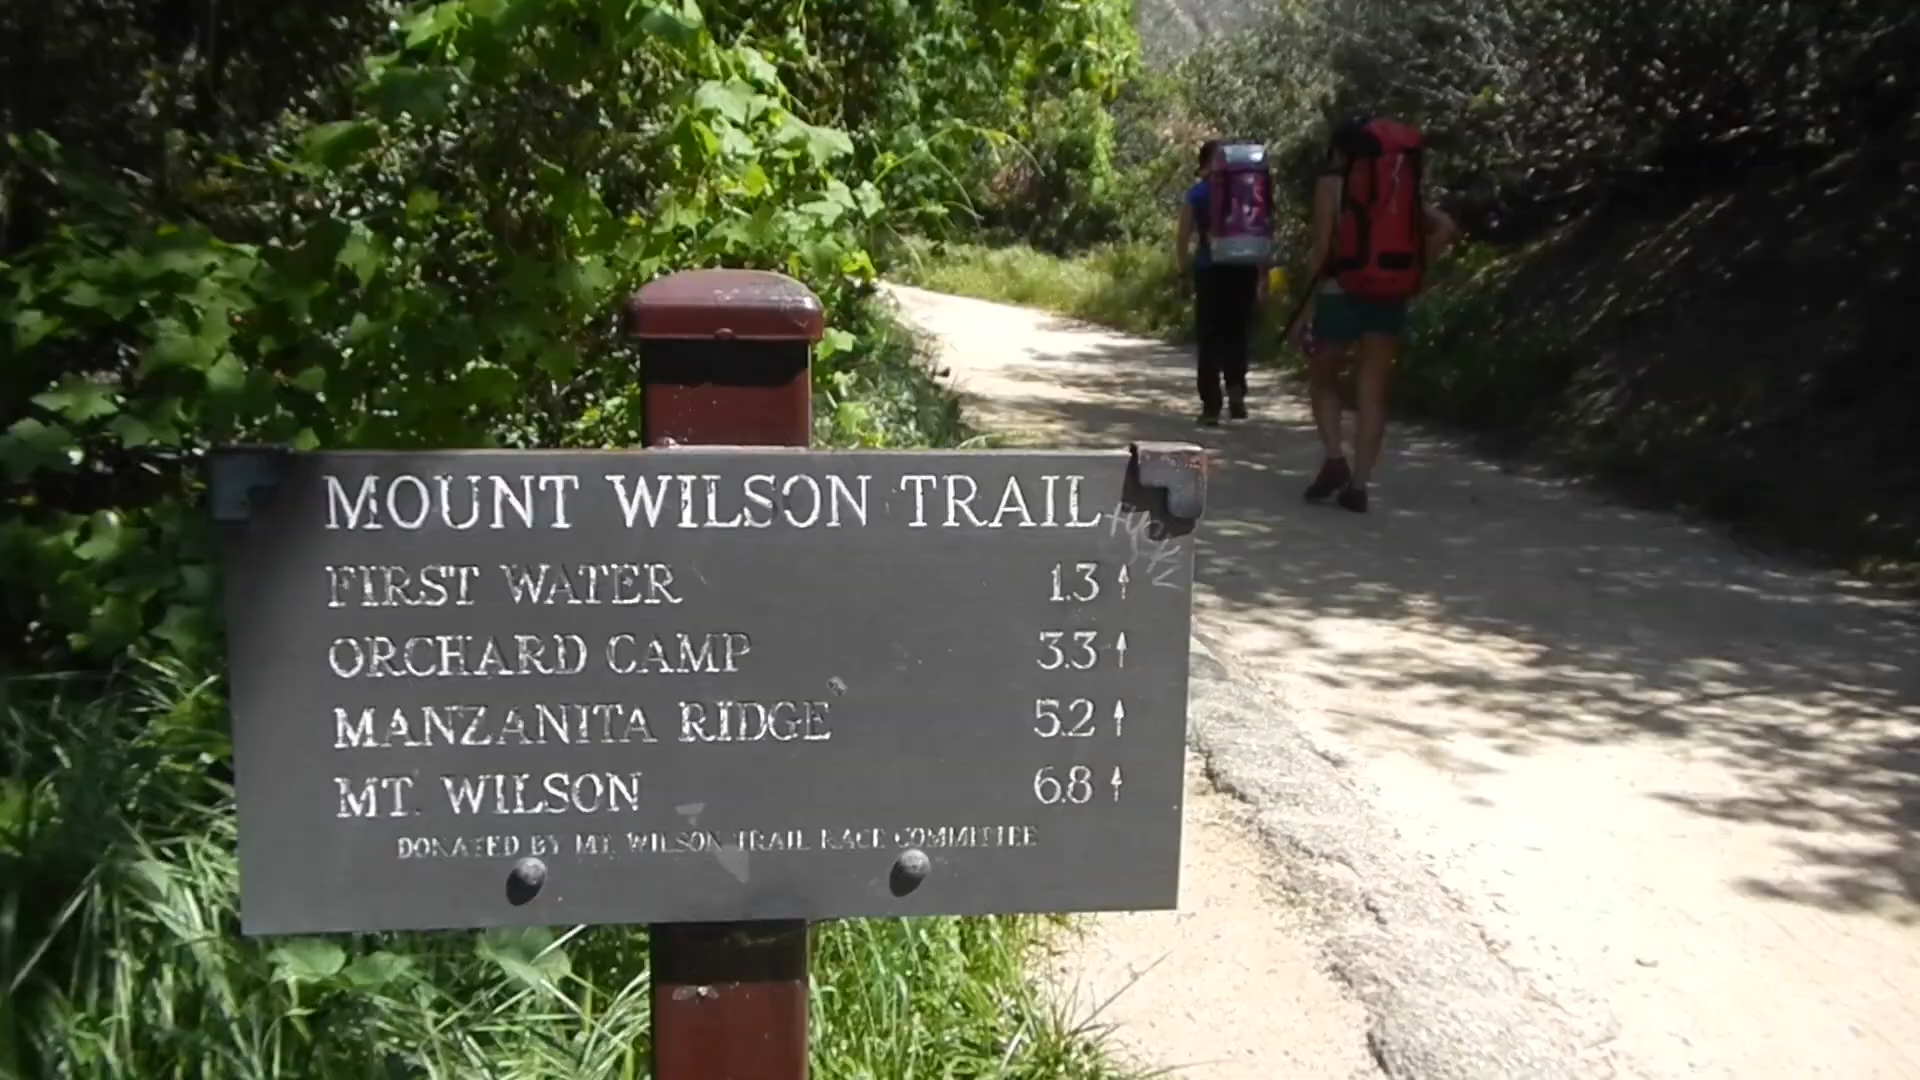 MOUNT WILSON TRAIL
FIRST WATER 1.3 ↑
ORCHARD CAMP 3.3 ↑
MANZANITA RIDGE 5.2 ↑
MT. WILSON 6.8 ↑
DONATED BY MT. WILSON TRAIL RACE COMMITTEE